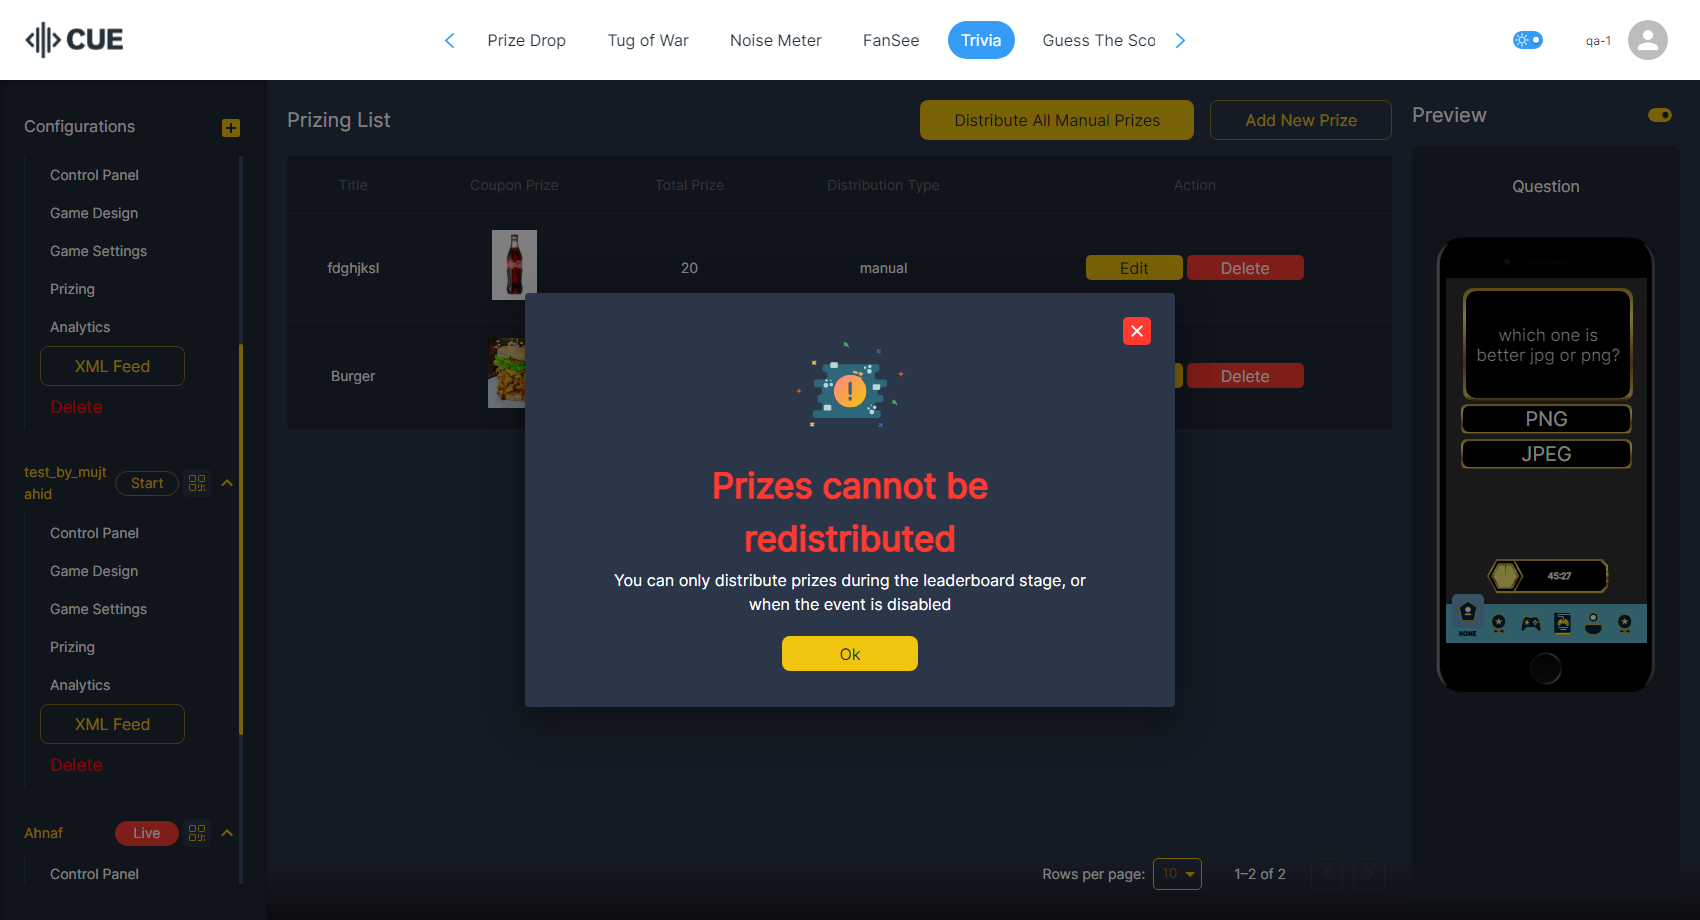 CUE
Prize Drop
Tug of War
Noise Meter
FanSee
Trivia
Guess The Sco
qa-1
Configurations
Control Panel
Game Design
Game Settings
Prizing
Analytics
XML Feed
Delete
test_by_mujt
ahid
Start
Control Panel
Game Design
Game Settings
Prizing
Analytics
XML Feed
Delete
Ahnaf
Live
Control Panel
Prizing List
Distribute All Manual Prizes
Add New Prize
Title
Coupon Prize
Total Prize
Distribution Type
Action
fdghjksl
20
manual
Edit
Delete
Burger
Delete
Prizes cannot be
redistributed
You can only distribute prizes during the leaderboard stage, or
when the event is disabled
Ok
Rows per page:
10
1–2 of 2
Preview
Question
which one is
better jpg or png?
PNG
JPEG
45:27
HOME